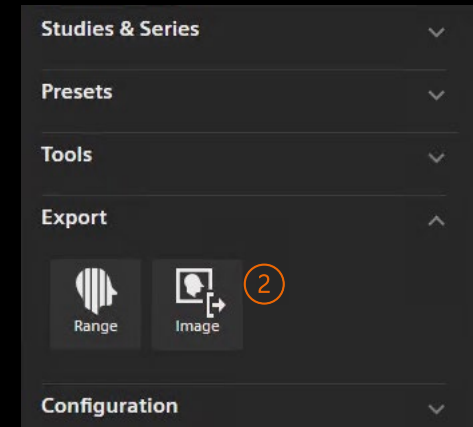 Studies & Series
Presets
Tools
Export
2
Range
Image
Configuration